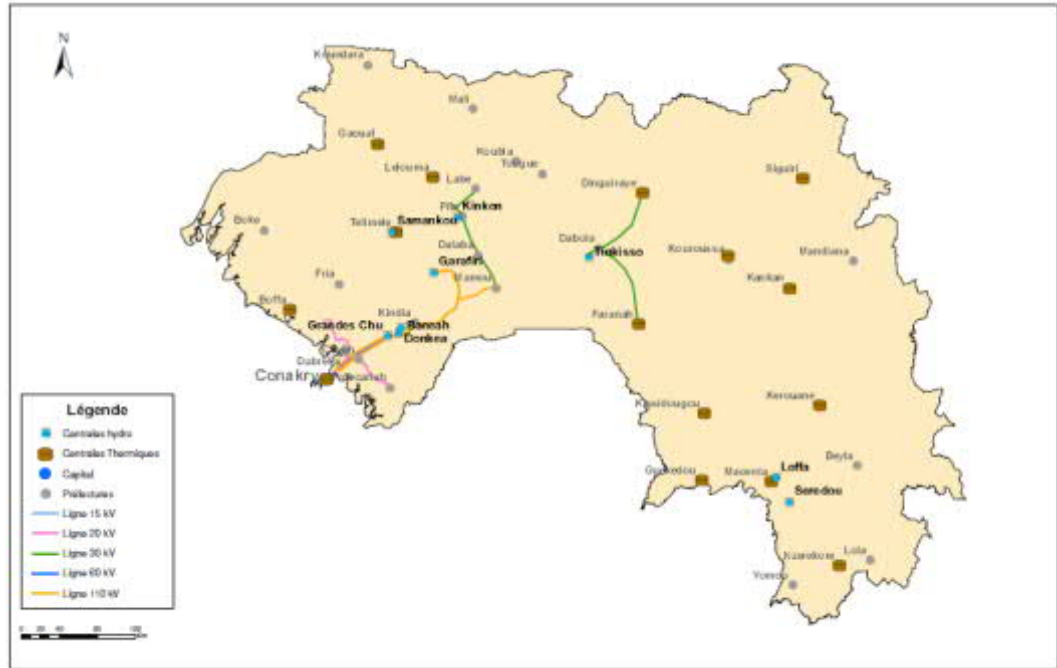 N
Koundara
Mali
Gaoual
Koubia
Tougue
Lelouma
Labe
Dinguiraye
Siguiri
Pita
Kinkon
Telimele
Samankou
Boke
Dalaba
Dabola
Tinkisso
Kouroussa
Mandiana
Garafiri
Fria
Mamou
Kankan
Boffa
Kindia
Faranah
Grandes Chu
Baneah
Donkea
Dubreka
Conakry
Kissidougou
Kerouane
Beyla
Gueckedou
Macenta
Loffa
Seredou
Nzerekore
Lola
Yomou
Légende
Centrales hydro
Centrales Thermiques
Capital
Préfectures
Ligne 15 kV
Ligne 20 kV
Ligne 30 kV
Ligne 60 kV
Ligne 110 kV